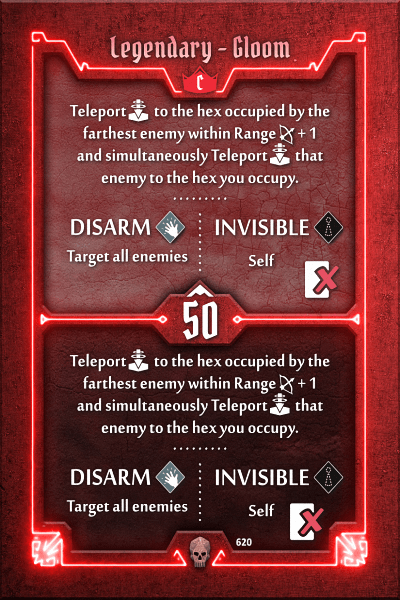 Legendary - Gloom
C
Teleport to the hex occupied by the
farthest enemy within Range + 1
and simultaneously Teleport that
enemy to the hex you occupy.
DISARM
Target all enemies
INVISIBLE
Self
50
Teleport to the hex occupied by the
farthest enemy within Range + 1
and simultaneously Teleport that
enemy to the hex you occupy.
DISARM
Target all enemies
INVISIBLE
Self
620